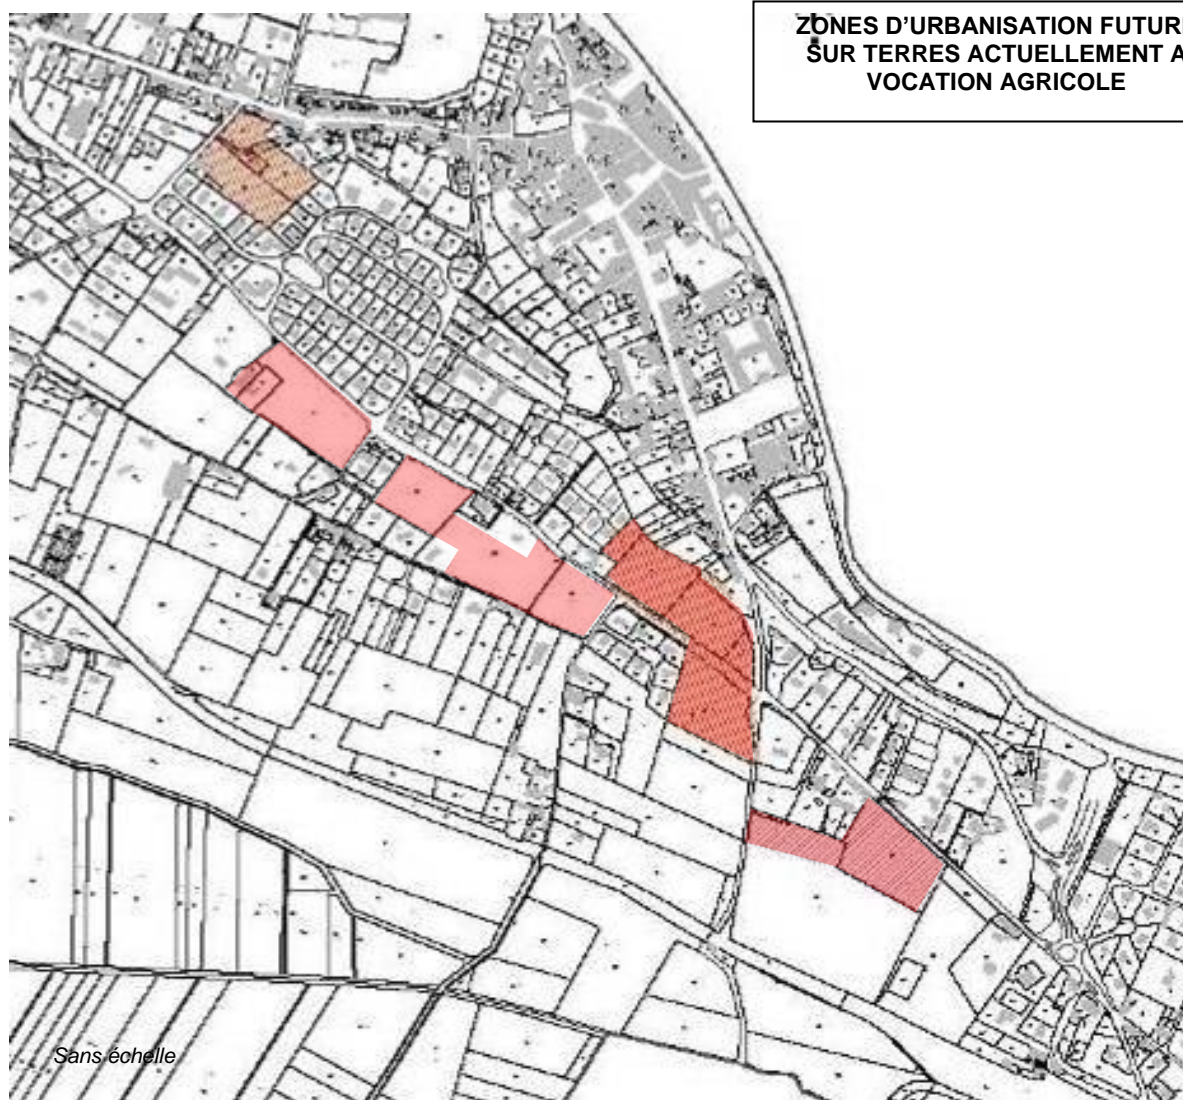 ZONES D'URBANISATION FUTUR
SUR TERRES ACTUELLEMENT A
VOCATION AGRICOLE
Sans échelle